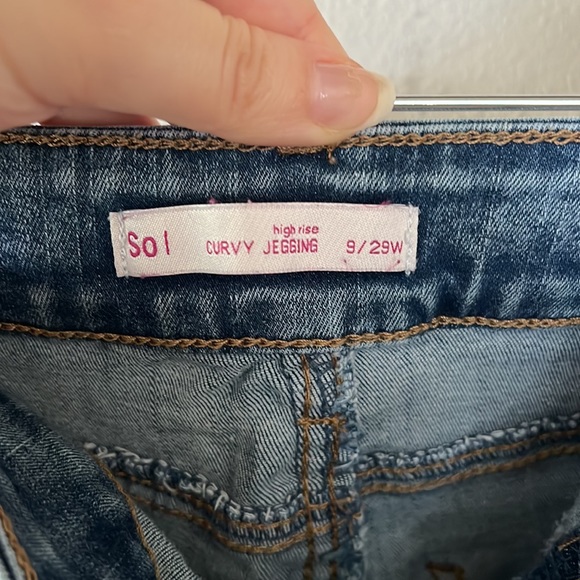 So|
high rise
CURVY JEGGING
9/29W